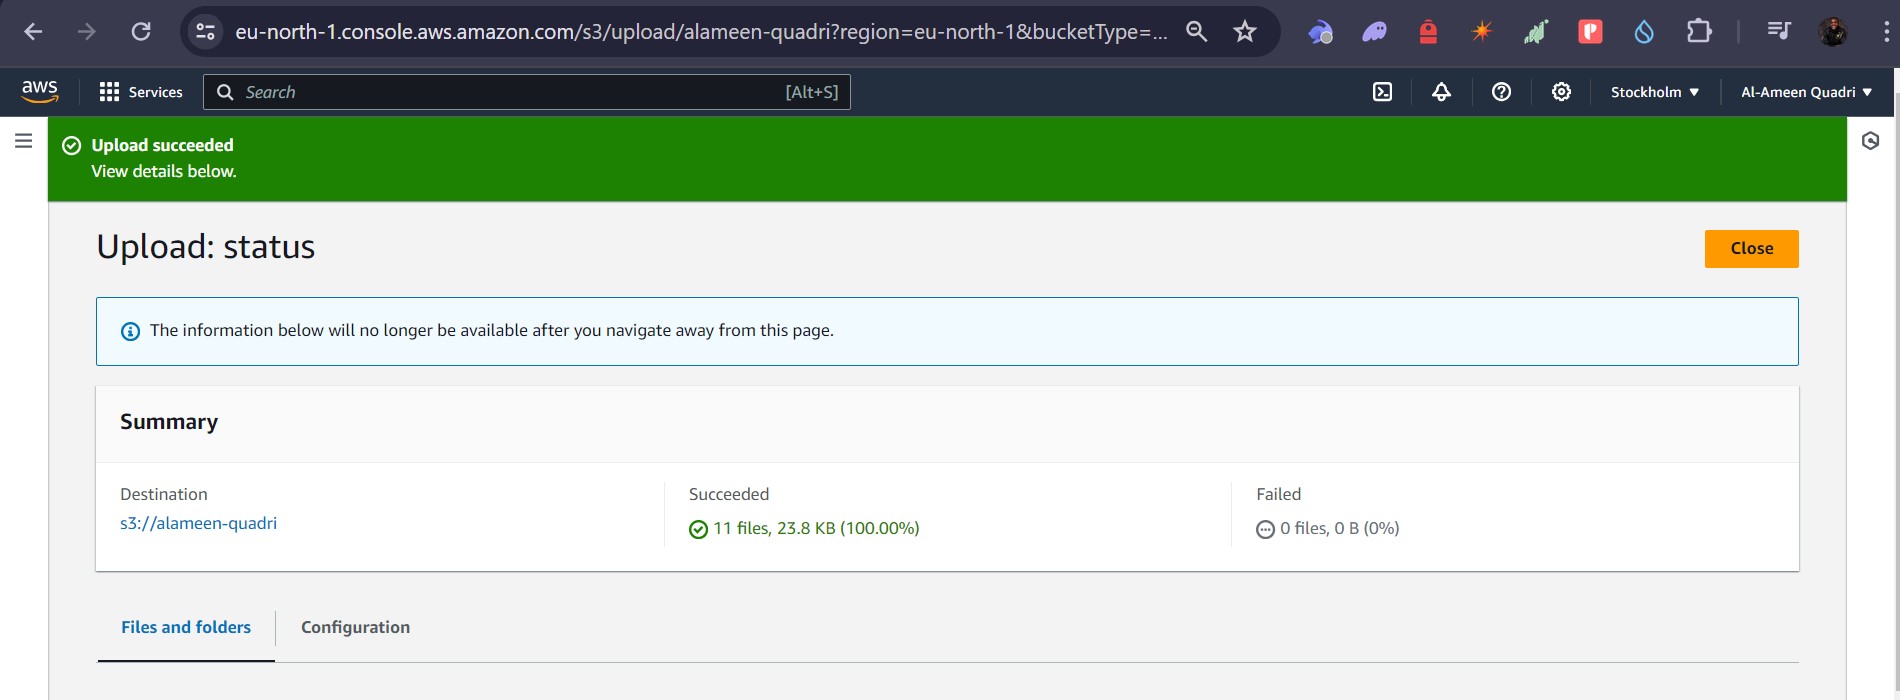 eu-north-1.console.aws.amazon.com/s3/upload/alameen-quadri?region=eu-north-1&bucketType=...
aws Services Search [Alt+S] Stockholm Al-Ameen Quadri
Upload succeeded
View details below.
Upload: status
Close
The information below will no longer be available after you navigate away from this page.
Summary
Destination Succeeded Failed
s3://alameen-quadri 11 files, 23.8 KB (100.00%) 0 files, 0 B (0%)
Files and folders Configuration